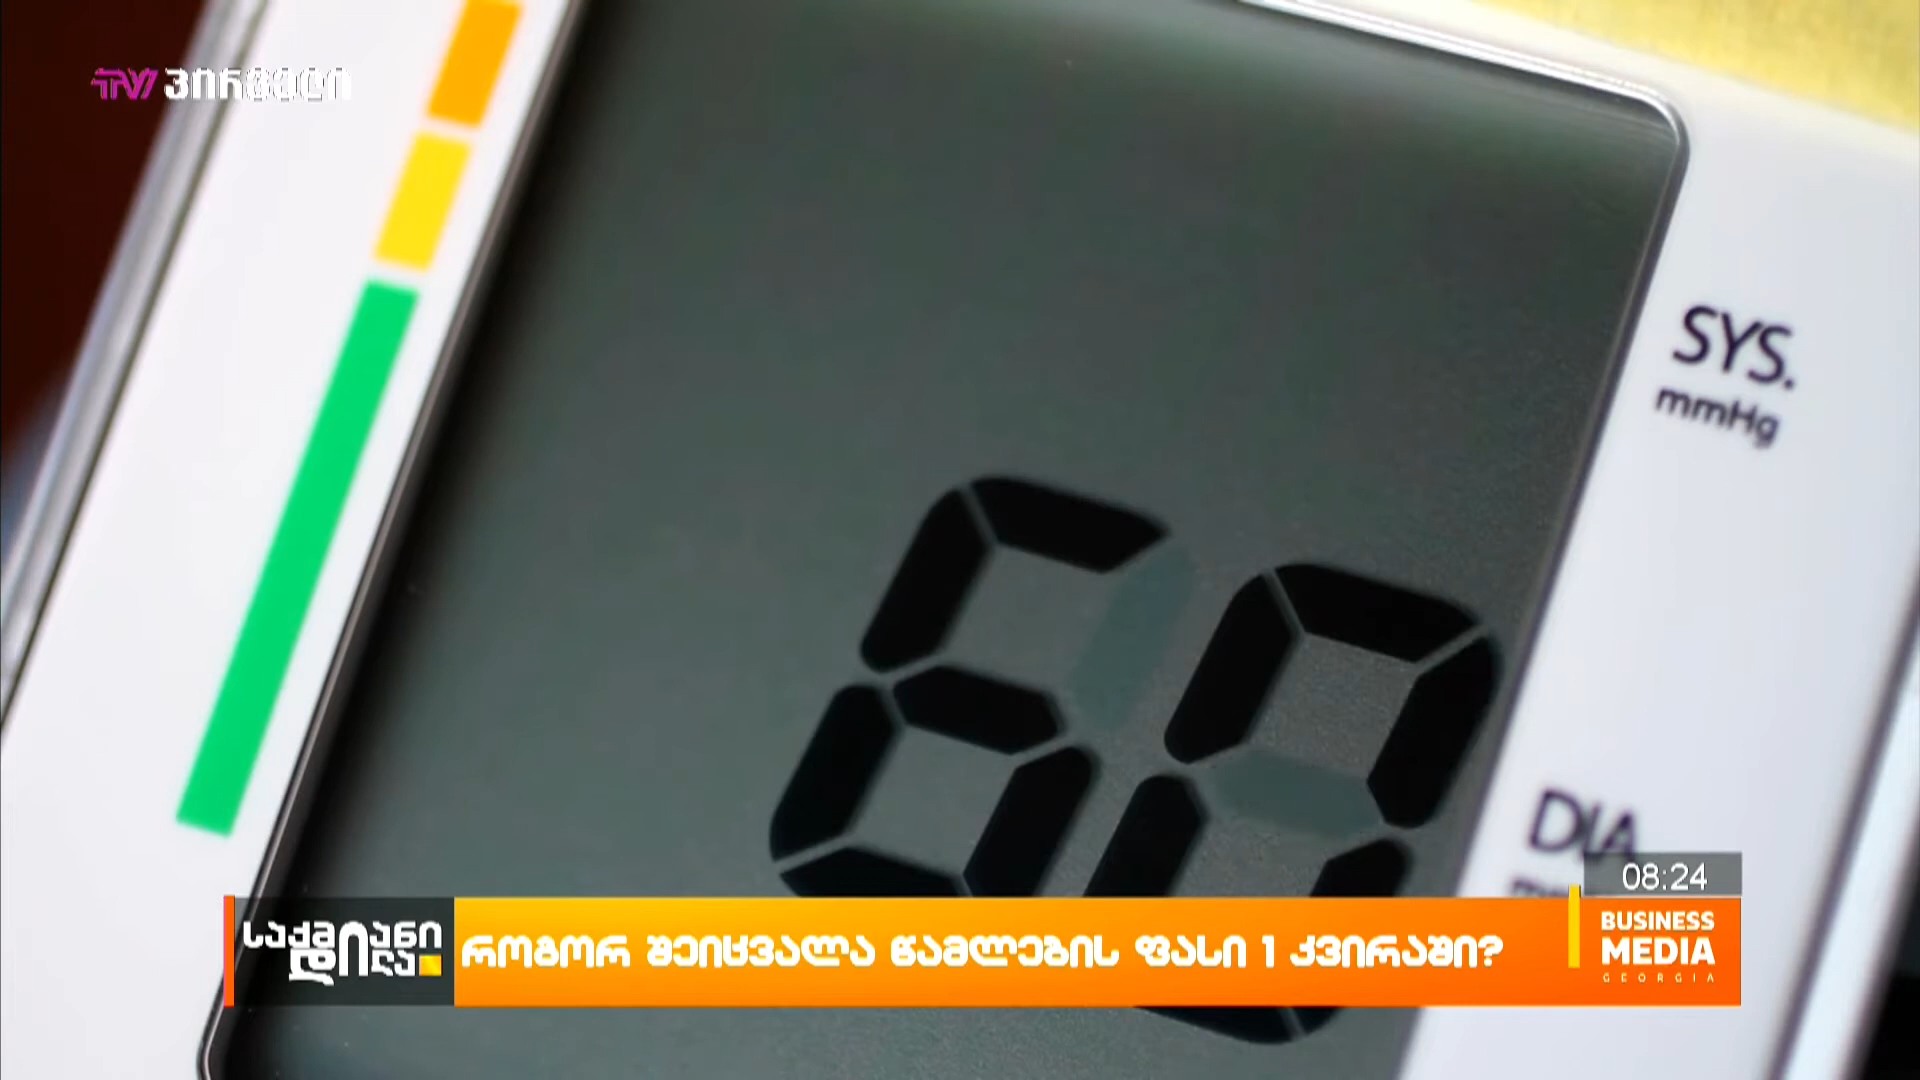 TV ᲞᲘᲠᲕᲔᲚᲘ
SYS.
mmHg
60
DIA
08:24
ᲡᲐᲥᲛᲘᲐᲜᲘ
ᲓᲘᲚᲐ
ᲠᲝᲒᲝᲠ ᲨᲔᲘᲪᲕᲐᲚᲐ ᲬᲐᲛᲚᲔᲑᲘᲡ ᲤᲐᲡᲘ 1 ᲙᲕᲘᲠᲐᲨᲘ?
BUSINESS
MEDIA
GEORGIA